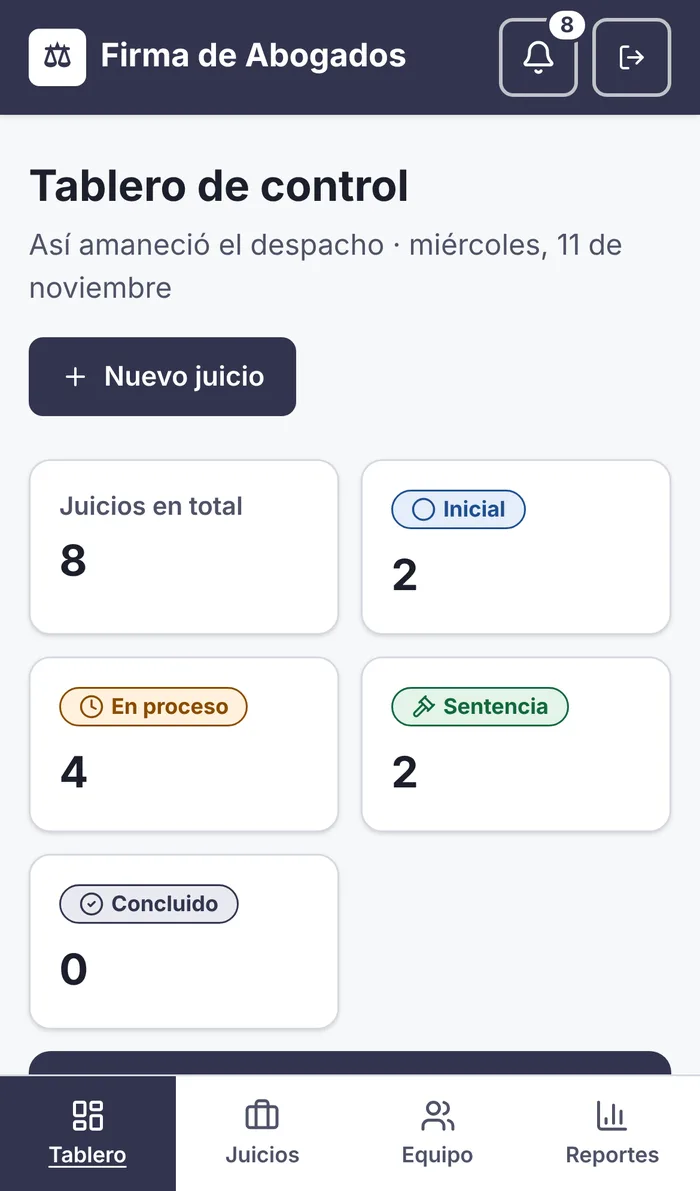 Firma de Abogados
8
Tablero de control
Así amaneció el despacho · miércoles, 11 de
noviembre
+ Nuevo juicio
Juicios en total
8
Inicial
2
En proceso
4
Sentencia
2
Concluido
0
Tablero
Juicios
Equipo
Reportes